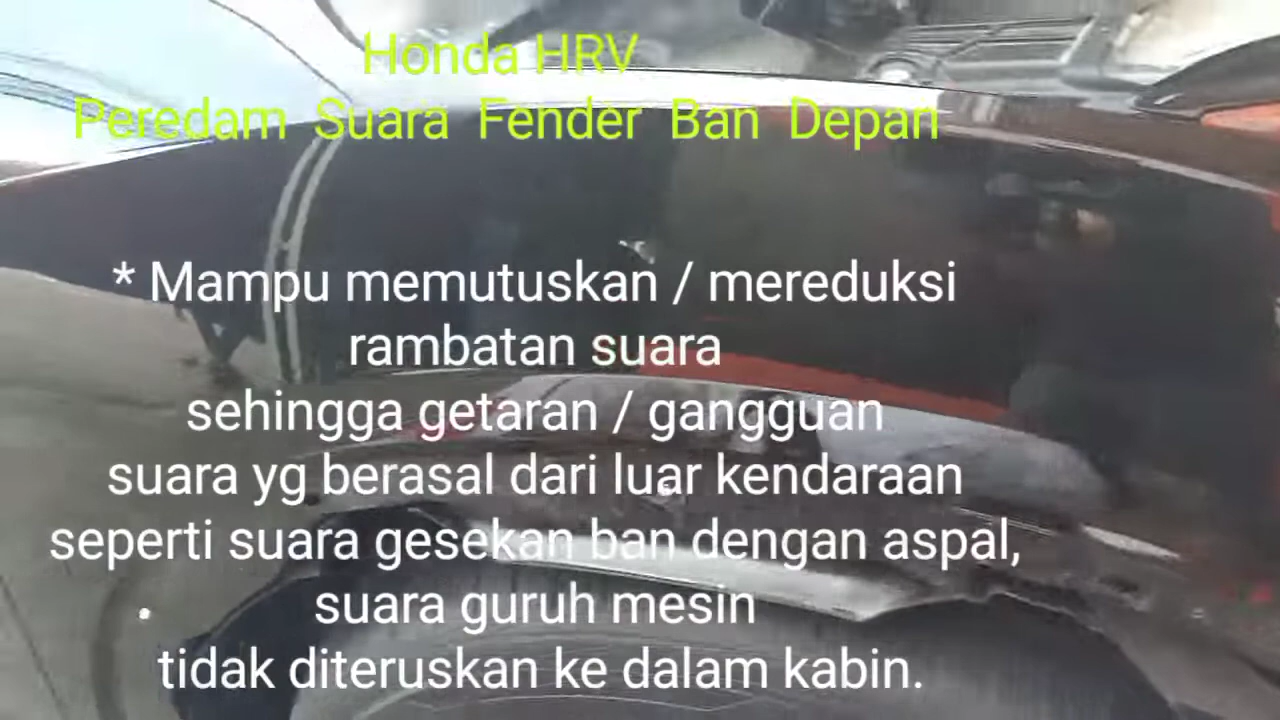 Honda HRV
Peredam Suara Fender Ban Depan
* Mampu memutuskan / mereduksi
rambatan suara
sehingga getaran / gangguan
suara yg berasal dari luar kendaraan
seperti suara gesekan ban dengan aspal,
suara guruh mesin
tidak diteruskan ke dalam kabin.